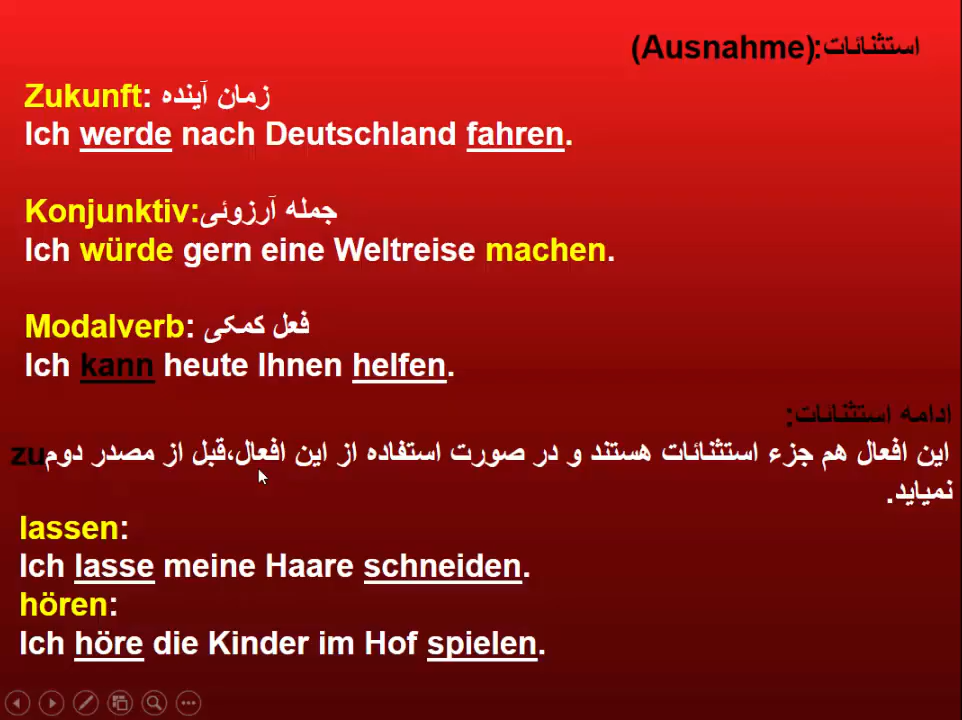 استثنائات:(Ausnahme)
Zukunft: زمان آینده
Ich werde nach Deutschland fahren.
Konjunktiv:جمله آرزوئی
Ich würde gern eine Weltreise machen.
Modalverb: فعل کمکی
Ich kann heute Ihnen helfen.
ادامه استثنائات:
این افعال هم جزء استثنائات هستند و در صورت استفاده از این افعال،قبل از مصدر دومzu
نمیاید.
lassen:
Ich lasse meine Haare schneiden.
hören:
Ich höre die Kinder im Hof spielen.